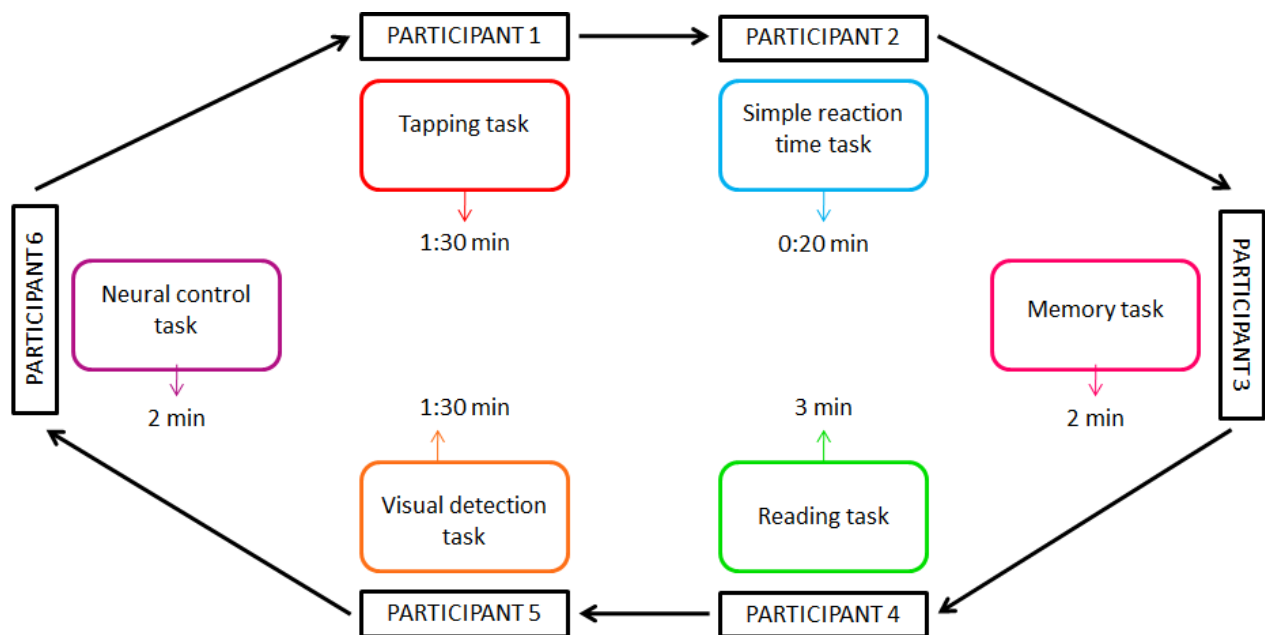 PARTICIPANT 1
PARTICIPANT 2
Tapping task
Simple reaction
time task
1:30 min
0:20 min
PARTICIPANT 6
Neural control
task
2 min
Memory task
2 min
PARTICIPANT 3
1:30 min
3 min
Visual detection
task
Reading task
PARTICIPANT 5
PARTICIPANT 4